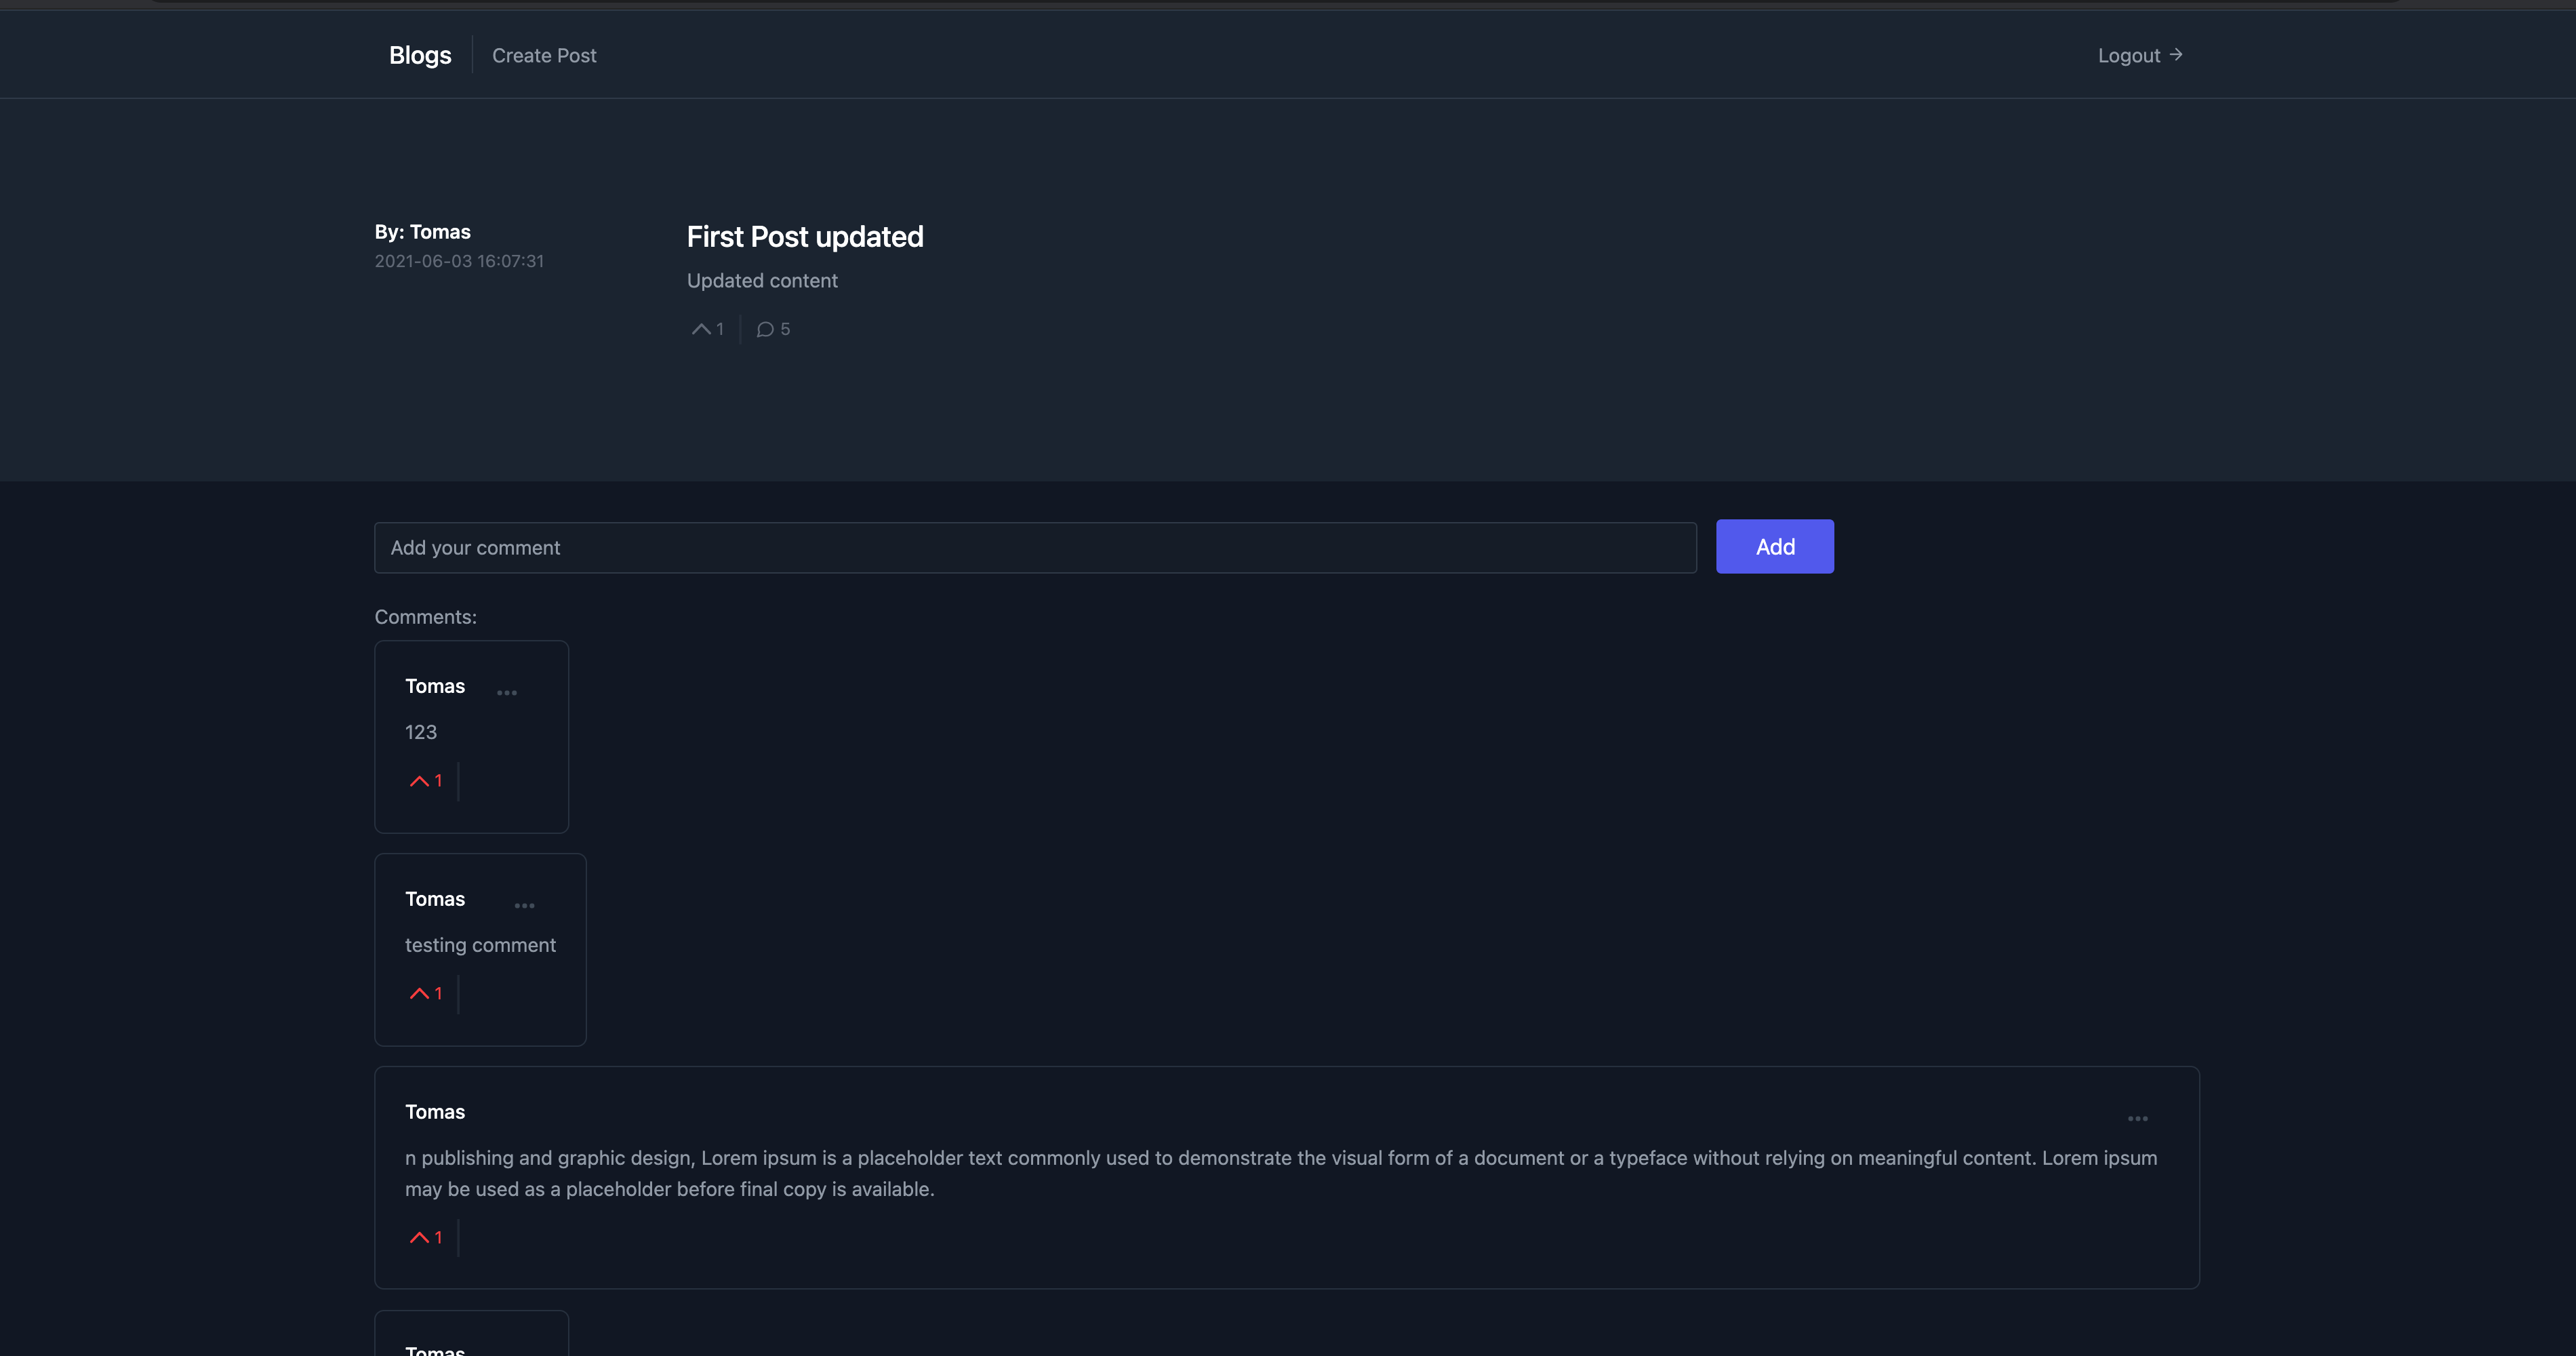 Blogs
Create Post
Logout →
By: Tomas
2021-06-03 16:07:31
First Post updated
Updated content
1
5
Add your comment
Add
Comments:
Tomas
123
1
Tomas
testing comment
1
Tomas
n publishing and graphic design, Lorem ipsum is a placeholder text commonly used to demonstrate the visual form of a document or a typeface without relying on meaningful content. Lorem ipsum
may be used as a placeholder before final copy is available.
1
Tomas